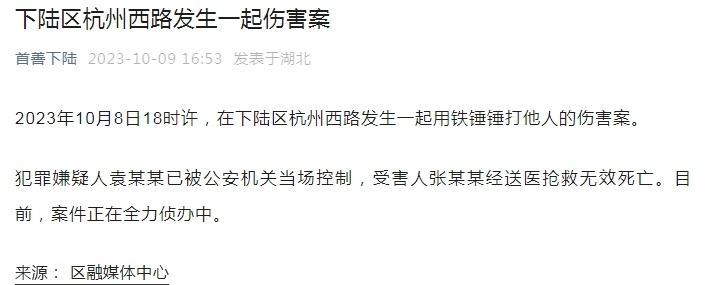 下陆区杭州西路发生一起伤害案
首善下陆 2023-10-09 16:53 发表于湖北
2023年10月8日18时许，在下陆区杭州西路发生一起用铁锤锤打他人的伤害案。
犯罪嫌疑人袁某某已被公安机关当场控制，受害人张某某经送医抢救无效死亡。目
前，案件正在全力侦办中。
来源： 区融媒体中心